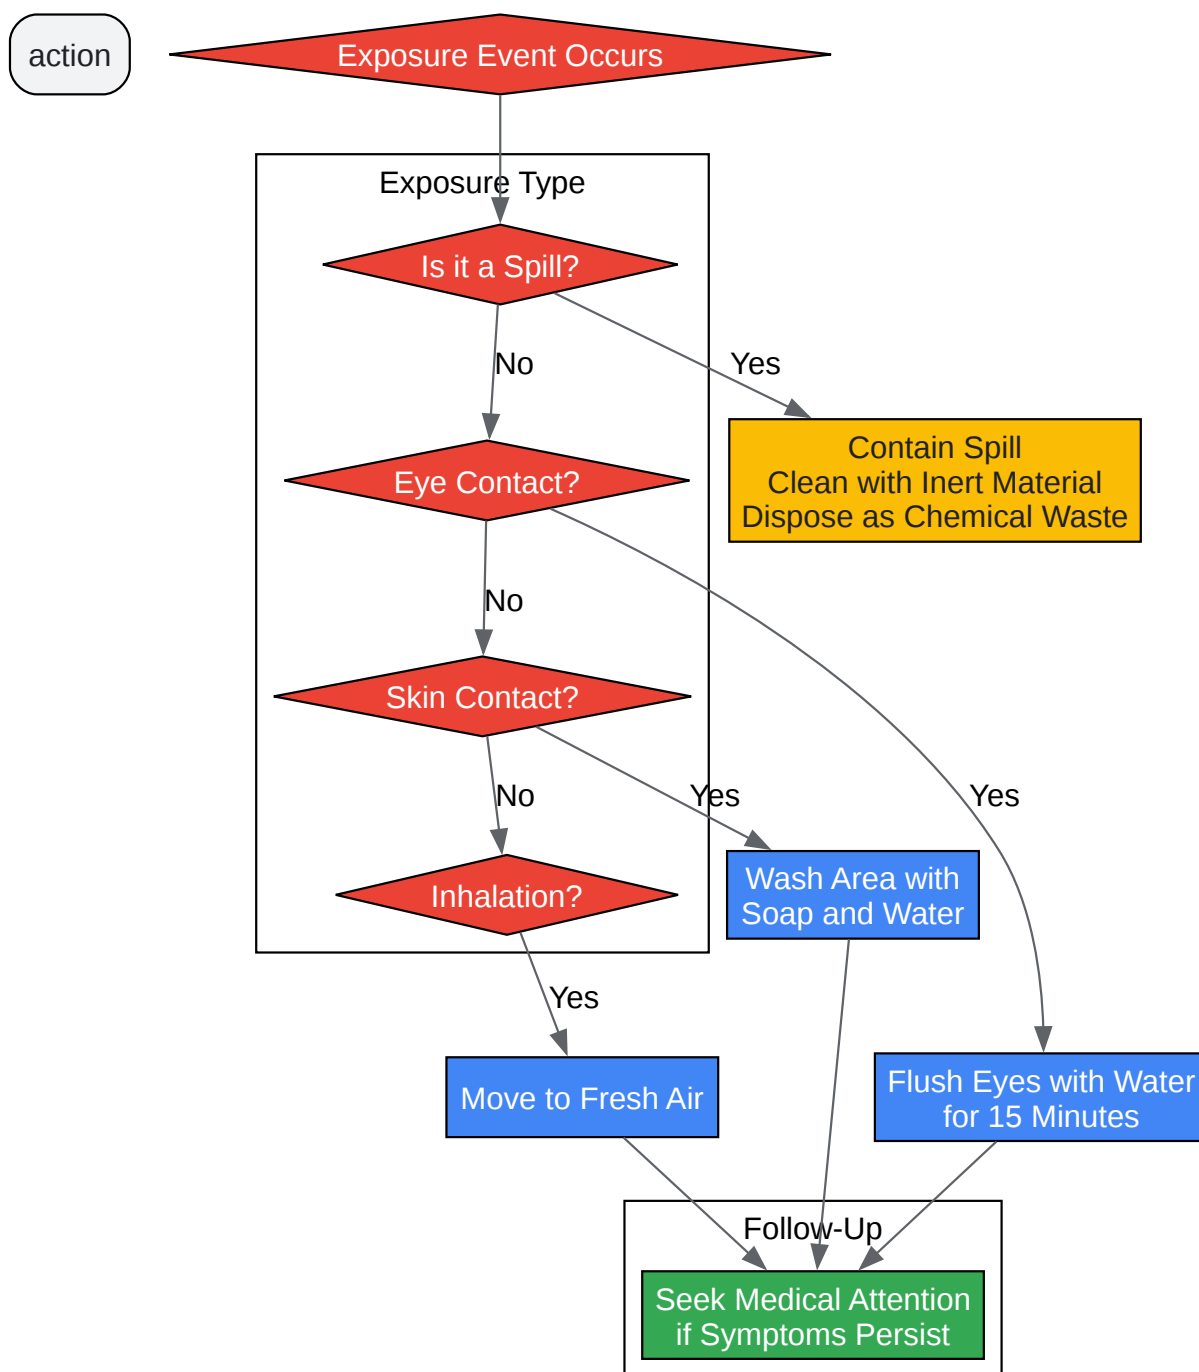 action
Exposure Event Occurs
Exposure Type
Is it a Spill?
No
Yes
Contain Spill
Clean with Inert Material
Dispose as Chemical Waste
Eye Contact?
No
Skin Contact?
No
Yes
Yes
Wash Area with
Soap and Water
Inhalation?
Yes
Move to Fresh Air
Flush Eyes with Water
for 15 Minutes
Follow-Up
Seek Medical Attention
if Symptoms Persist